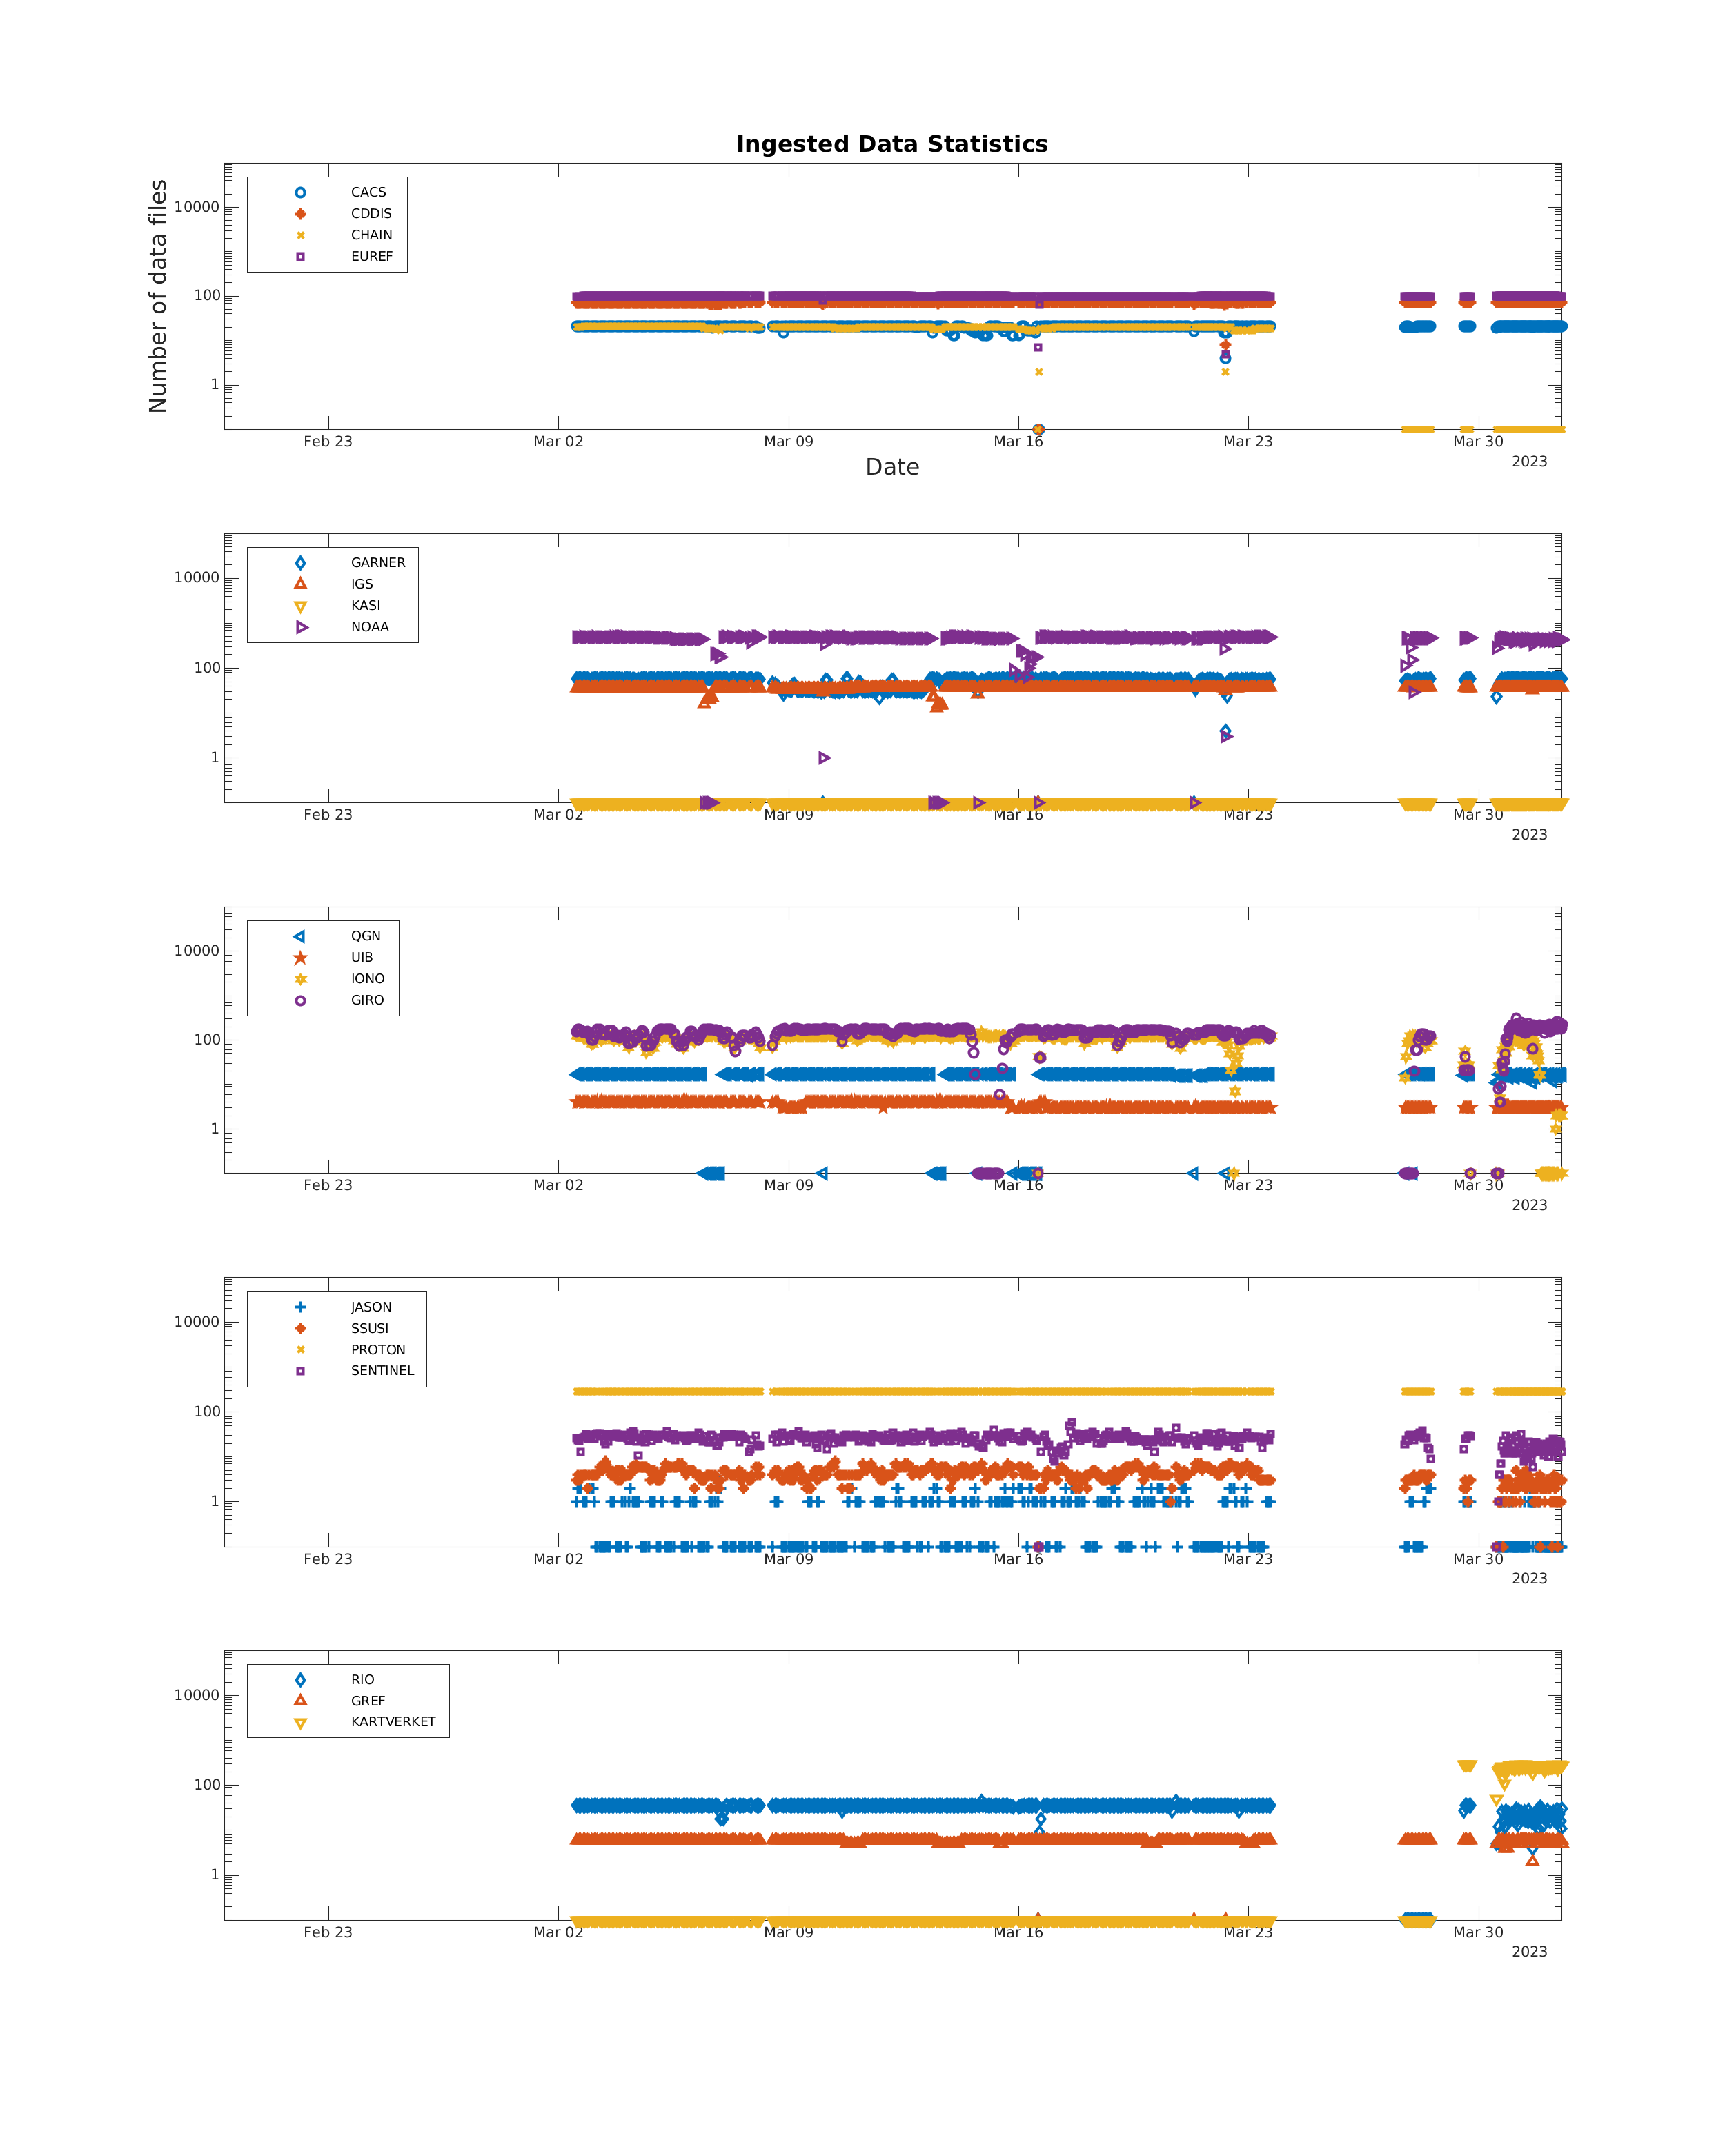 Ingested Data Statistics
Number of data files
10000
100
1
CACS
CDDIS
CHAIN
EUREF
Feb 23 Mar 02 Mar 09 Mar 16 Mar 23 Mar 30
2023
Date
10000
100
1
GARNER
IGS
KASI
NOAA
Feb 23 Mar 02 Mar 09 Mar 16 Mar 23 Mar 30
2023
10000
100
1
QGN
UIB
IONO
GIRO
Feb 23 Mar 02 Mar 09 Mar 16 Mar 23 Mar 30
2023
10000
100
1
JASON
SSUSI
PROTON
SENTINEL
Feb 23 Mar 02 Mar 09 Mar 16 Mar 23 Mar 30
2023
10000
100
1
RIO
GREF
KARTVERKET
Feb 23 Mar 02 Mar 09 Mar 16 Mar 23 Mar 30
2023